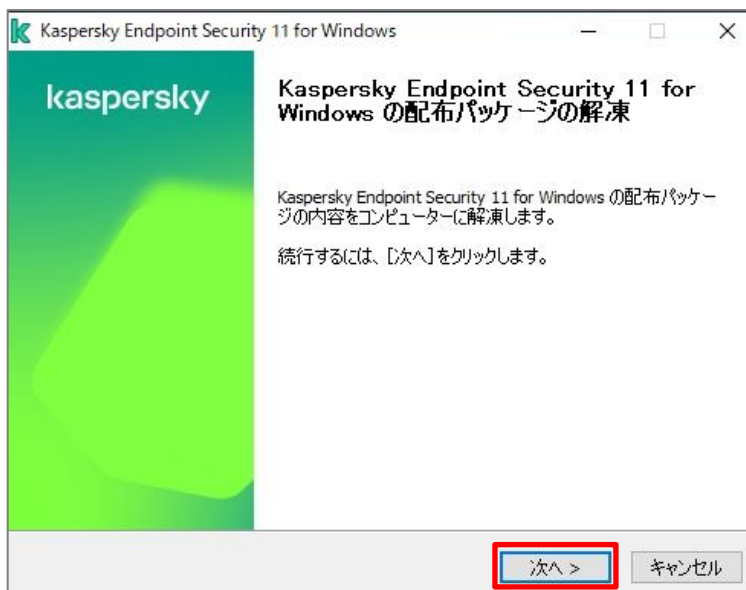 Kaspersky Endpoint Security 11 for Windows
kaspersky
Kaspersky Endpoint Security 11 for
Windows の配布パッケージの解凍
Kaspersky Endpoint Security 11 for Windows の配布パッケー
ジの内容をコンピューターに解凍します。
続行するには、[次へ]をクリックします。
次へ >
キャンセル